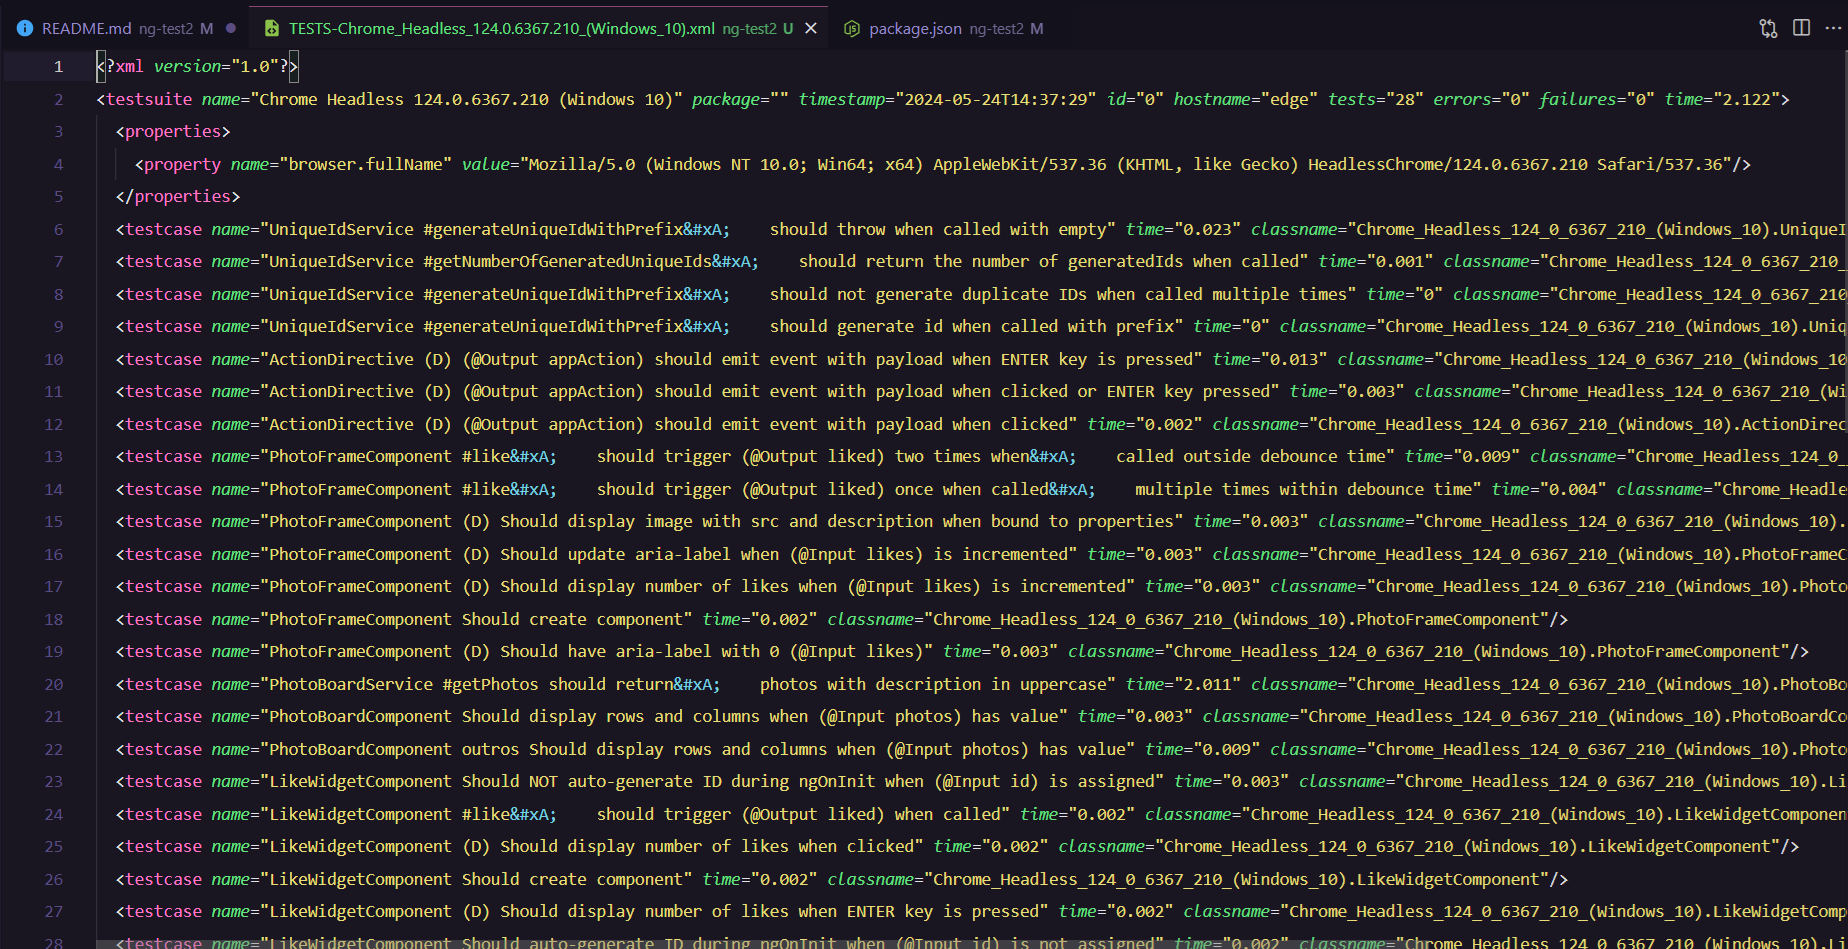 README.md ng-test2 M TESTS-Chrome_Headless_124.0.6367.210_(Windows_10).xml ng-test2 U package.json ng-test2 M
1 <?xml version="1.0"?>
2 <testsuite name="Chrome Headless 124.0.6367.210 (Windows 10)" package="" timestamp="2024-05-24T14:37:29" id="0" hostname="edge" tests="28" errors="0" failures="0" time="2.122">
3 <properties>
4 <property name="browser.fullName" value="Mozilla/5.0 (Windows NT 10.0; Win64; x64) AppleWebKit/537.36 (KHTML, like Gecko) HeadlessChrome/124.0.6367.210 Safari/537.36"/>
5 </properties>
6 <testcase name="UniqueIdService #generateUniqueIdWithPrefix&#xA;    should throw when called with empty" time="0.023" classname="Chrome_Headless_124_0_6367_210_(Windows_10).UniqueI
7 <testcase name="UniqueIdService #getNumberOfGeneratedUniqueIds&#xA;    should return the number of generatedIds when called" time="0.001" classname="Chrome_Headless_124_0_6367_210_
8 <testcase name="UniqueIdService #generateUniqueIdWithPrefix&#xA;    should not generate duplicate IDs when called multiple times" time="0" classname="Chrome_Headless_124_0_6367_210
9 <testcase name="UniqueIdService #generateUniqueIdWithPrefix&#xA;    should generate id when called with prefix" time="0" classname="Chrome_Headless_124_0_6367_210_(Windows_10).Uniq
10 <testcase name="ActionDirective (D) (@Output appAction) should emit event with payload when ENTER key is pressed" time="0.013" classname="Chrome_Headless_124_0_6367_210_(Windows_10
11 <testcase name="ActionDirective (D) (@Output appAction) should emit event with payload when clicked or ENTER key pressed" time="0.003" classname="Chrome_Headless_124_0_6367_210_(Wi
12 <testcase name="ActionDirective (D) (@Output appAction) should emit event with payload when clicked" time="0.002" classname="Chrome_Headless_124_0_6367_210_(Windows_10).ActionDirec
13 <testcase name="PhotoFrameComponent #like&#xA;    should trigger (@Output liked) two times when&#xA;    called outside debounce time" time="0.009" classname="Chrome_Headless_124_0_
14 <testcase name="PhotoFrameComponent #like&#xA;    should trigger (@Output liked) once when called&#xA;    multiple times within debounce time" time="0.004" classname="Chrome_Headle
15 <testcase name="PhotoFrameComponent (D) Should display image with src and description when bound to properties" time="0.003" classname="Chrome_Headless_124_0_6367_210_(Windows_10).
16 <testcase name="PhotoFrameComponent (D) Should update aria-label when (@Input likes) is incremented" time="0.003" classname="Chrome_Headless_124_0_6367_210_(Windows_10).PhotoFrameC
17 <testcase name="PhotoFrameComponent (D) Should display number of likes when (@Input likes) is incremented" time="0.003" classname="Chrome_Headless_124_0_6367_210_(Windows_10).Photo
18 <testcase name="PhotoFrameComponent Should create component" time="0.002" classname="Chrome_Headless_124_0_6367_210_(Windows_10).PhotoFrameComponent"/>
19 <testcase name="PhotoFrameComponent (D) Should have aria-label with 0 (@Input likes)" time="0.003" classname="Chrome_Headless_124_0_6367_210_(Windows_10).PhotoFrameComponent"/>
20 <testcase name="PhotoBoardService #getPhotos should return&#xA;    photos with description in uppercase" time="2.011" classname="Chrome_Headless_124_0_6367_210_(Windows_10).PhotoBo
21 <testcase name="PhotoBoardComponent Should display rows and columns when (@Input photos) has value" time="0.003" classname="Chrome_Headless_124_0_6367_210_(Windows_10).PhotoBoardCo
22 <testcase name="PhotoBoardComponent outros Should display rows and columns when (@Input photos) has value" time="0.009" classname="Chrome_Headless_124_0_6367_210_(Windows_10).Photo
23 <testcase name="LikeWidgetComponent Should NOT auto-generate ID during ngOnInit when (@Input id) is assigned" time="0.003" classname="Chrome_Headless_124_0_6367_210_(Windows_10).Li
24 <testcase name="LikeWidgetComponent #like&#xA;    should trigger (@Output liked) when called" time="0.002" classname="Chrome_Headless_124_0_6367_210_(Windows_10).LikeWidgetComponen
25 <testcase name="LikeWidgetComponent (D) Should display number of likes when clicked" time="0.002" classname="Chrome_Headless_124_0_6367_210_(Windows_10).LikeWidgetComponent"/>
26 <testcase name="LikeWidgetComponent Should create component" time="0.002" classname="Chrome_Headless_124_0_6367_210_(Windows_10).LikeWidgetComponent"/>
27 <testcase name="LikeWidgetComponent (D) Should display number of likes when ENTER key is pressed" time="0.002" classname="Chrome_Headless_124_0_6367_210_(Windows_10).LikeWidgetComp
28 <testcase name="LikeWidgetComponent Should auto-generate ID during ngOnInit when (@Input id) is not assigned" time="0.002" classname="Chrome_Headless_124_0_6367_210_(Windows_10).Li